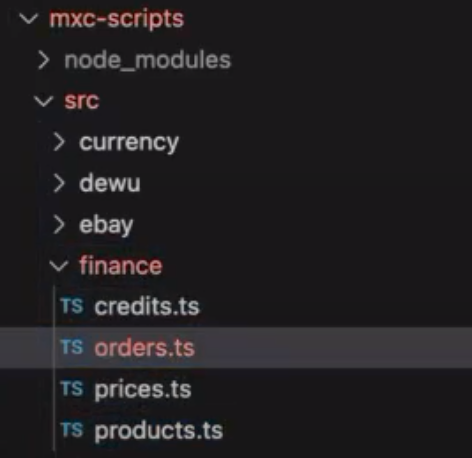 mxc-scripts
node_modules
src
currency
dewu
ebay
finance
TS credits.ts
TS orders.ts
TS prices.ts
TS products.ts